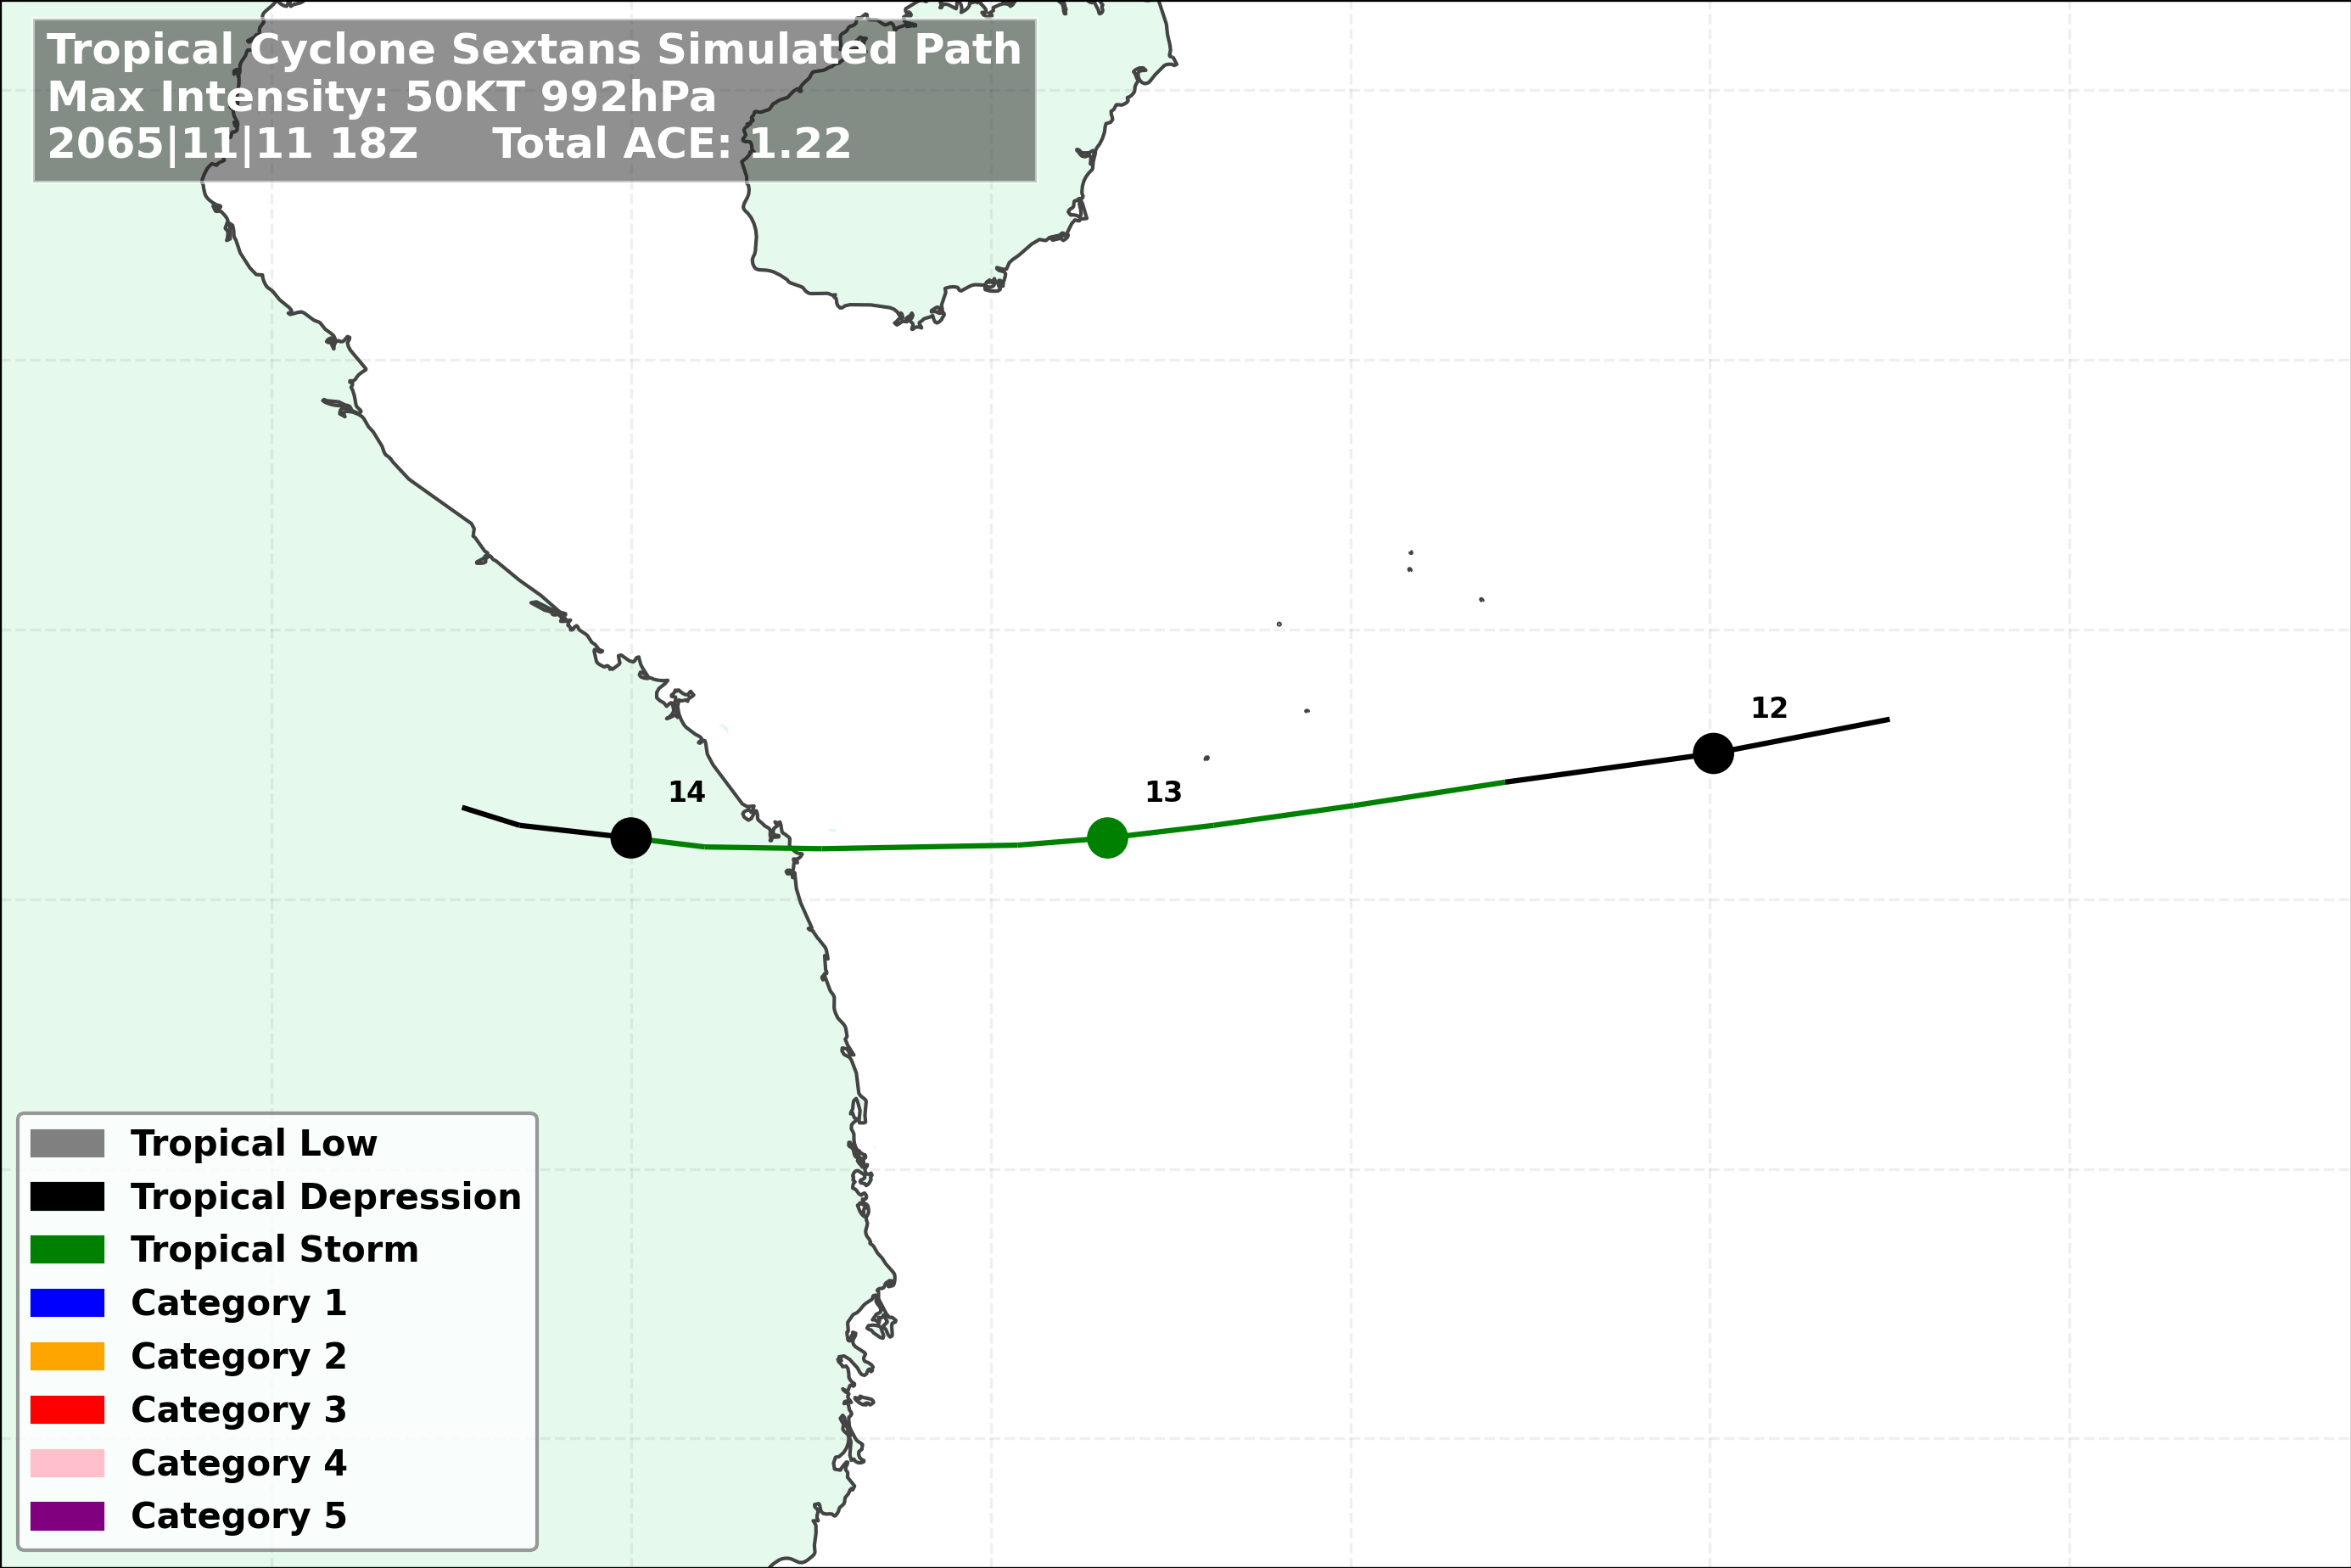 Tropical Cyclone Sextans Simulated Path
Max Intensity: 50KT 992hPa
2065|11|11 18Z Total ACE: 1.22
12
14
13
Tropical Low
Tropical Depression
Tropical Storm
Category 1
Category 2
Category 3
Category 4
Category 5